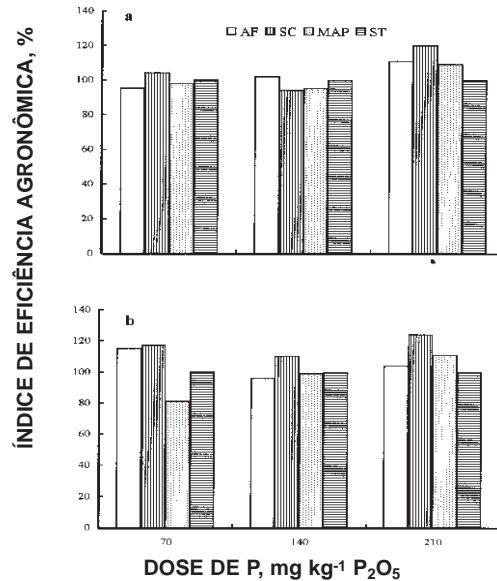 ÍNDICE DE EFICIÊNCIA AGRONÔMICA, %
a
AF SC MAP ST
140
120
100
80
60
40
20
0
b
140
120
100
80
60
40
20
0
70 140 210
DOSE DE P, mg kg-1 P2O5